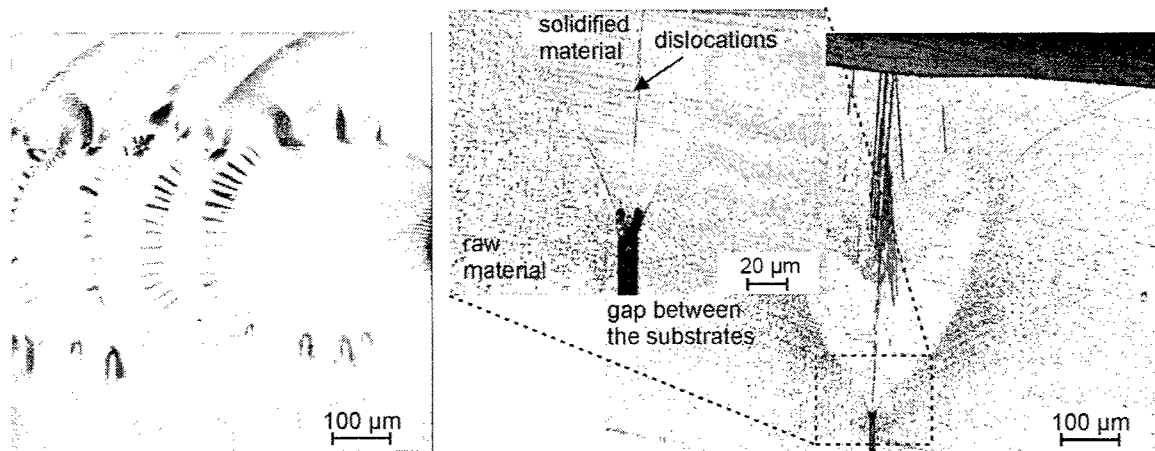 solidified
material
dislocations
raw
material
20 µm
gap between
the substrates
100 µm
100 µm